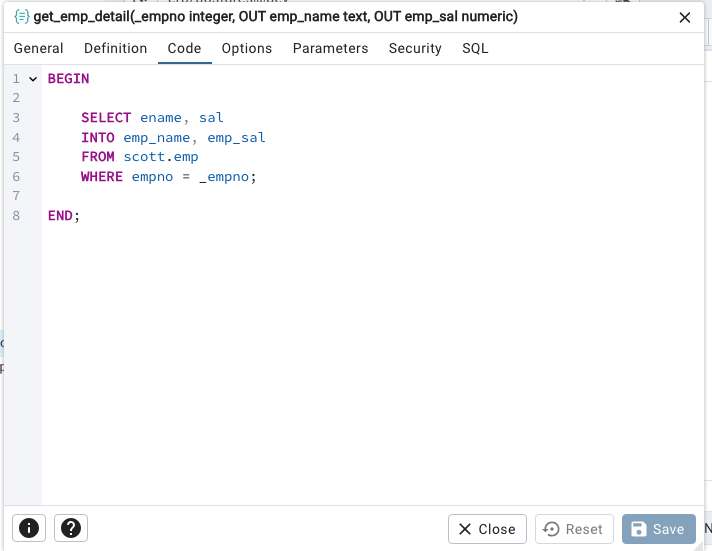 get_emp_detail(_empno integer, OUT emp_name text, OUT emp_sal numeric)
General Definition Code Options Parameters Security SQL
1 BEGIN
2
3 SELECT ename, sal
4 INTO emp_name, emp_sal
5 FROM scott.emp
6 WHERE empno = _empno;
7
8 END;
Close Reset Save